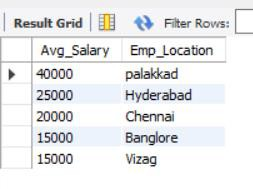 Result Grid Filter Rows:
Avg_Salary Emp_Location
40000 palakkad
25000 Hyderabad
20000 Chennai
15000 Banglore
15000 Vizag